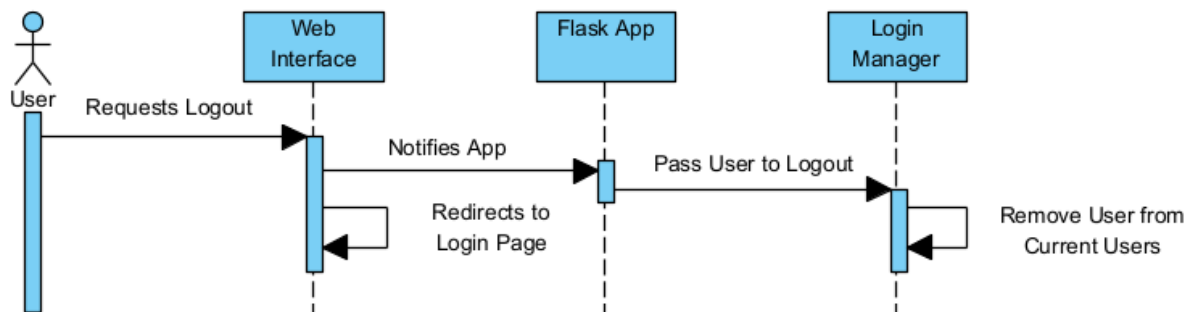 Web
Interface
Flask App
Login
Manager
User
Requests Logout
Notifies App
Pass User to Logout
Redirects to
Login Page
Remove User from
Current Users